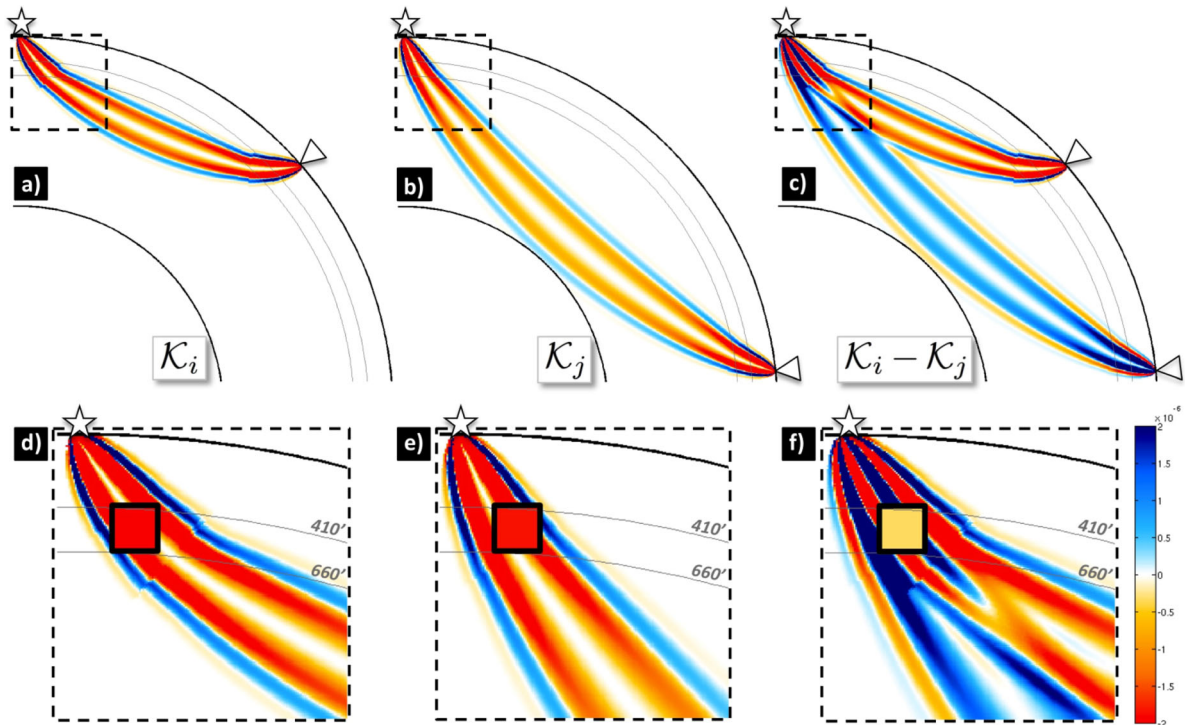 a)
𝒦i
b)
𝒦j
c)
𝒦i − 𝒦j
d)
410'
660'
e)
410'
660'
f)
410'
660'
x 10⁻⁶
2
1.5
1
0.5
0
-0.5
-1
-1.5
-2